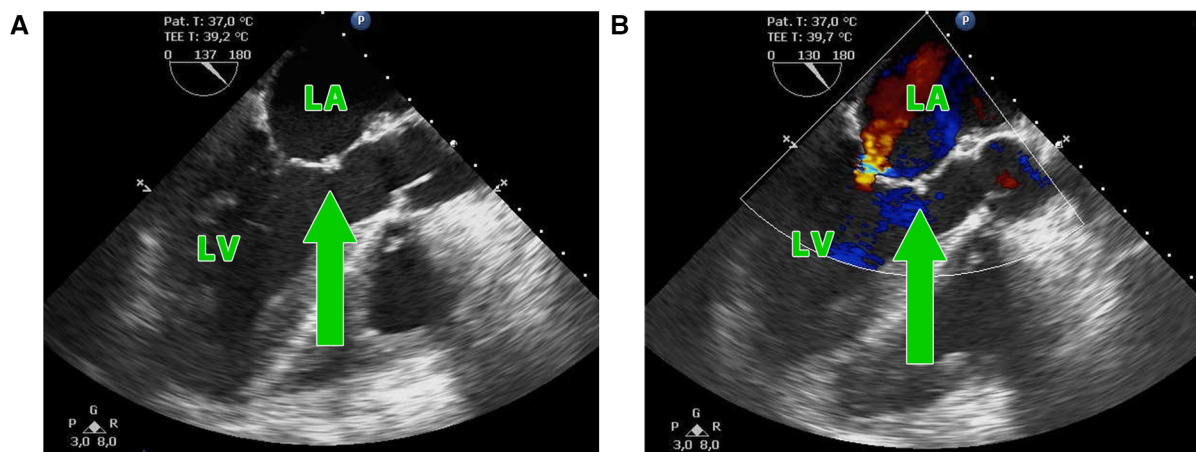 A
Pat. T: 37,0 °C
TEE T: 39,2 °C
0 137 180
P
LA
LV
G
P R
3,0 8,0
B
Pat. T: 37,0 °C
TEE T: 39,7 °C
0 130 180
P
LA
LV
G
P R
3,0 8,0